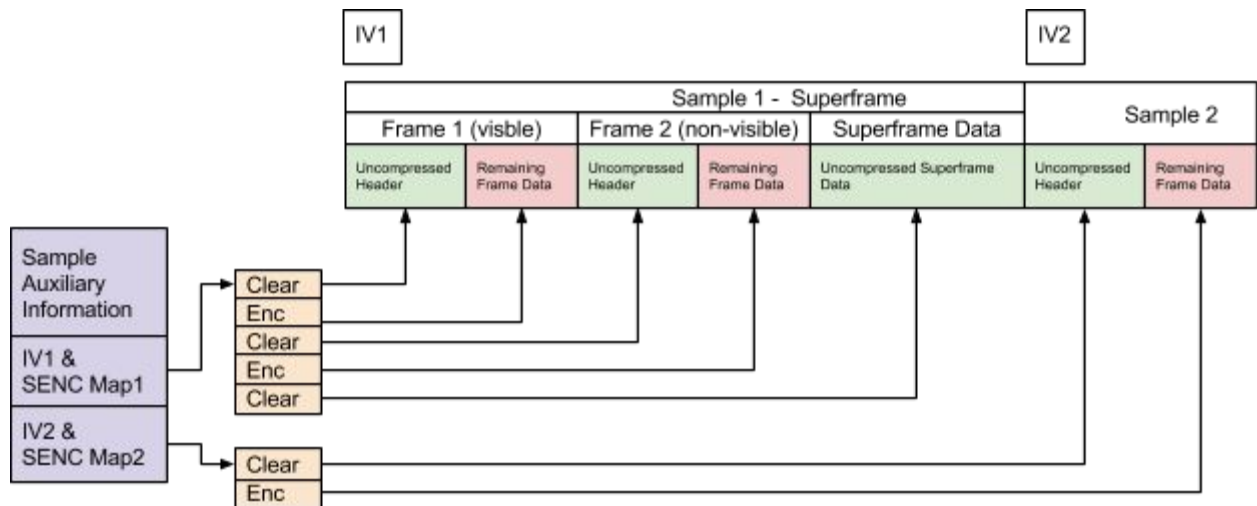 IV1
IV2
Sample 1 - Superframe
Sample 2
Frame 1 (visble)
Frame 2 (non-visible)
Superframe Data
Uncompressed
Header
Remaining
Frame Data
Uncompressed
Header
Remaining
Frame Data
Uncompressed Superframe
Data
Uncompressed
Header
Remaining
Frame Data
Sample
Auxiliary
Information
IV1 &
SENC Map1
IV2 &
SENC Map2
Clear
Enc
Clear
Enc
Clear
Clear
Enc